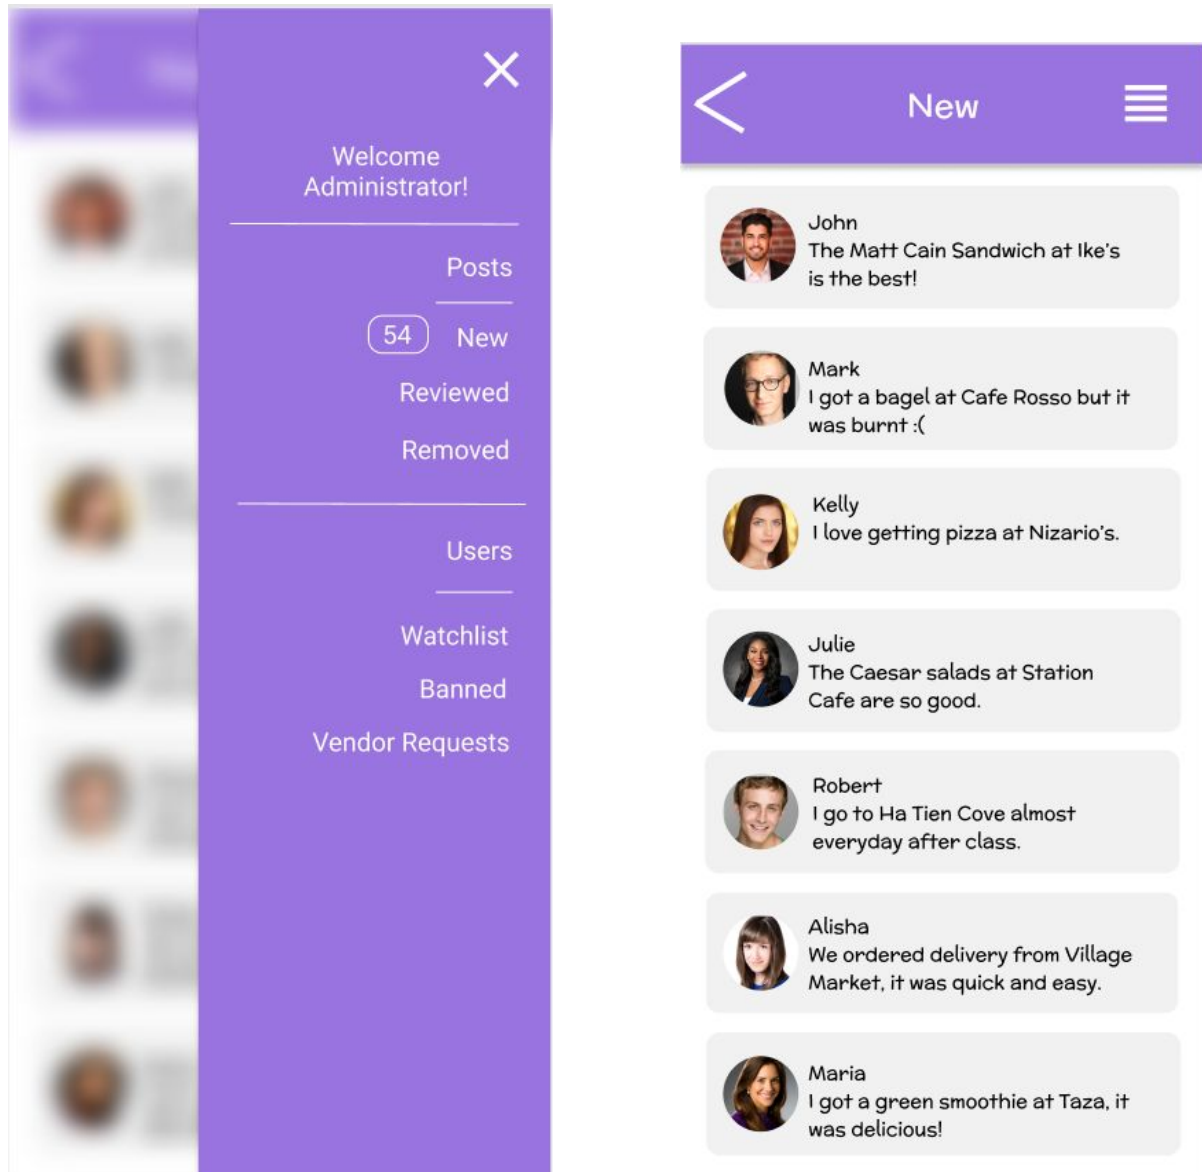 Welcome
Administrator!
Posts
54 New
Reviewed
Removed
Users
Watchlist
Banned
Vendor Requests
New
John
The Matt Cain Sandwich at Ike's
is the best!
Mark
I got a bagel at Cafe Rosso but it
was burnt :(
Kelly
I love getting pizza at Nizario's.
Julie
The Caesar salads at Station
Cafe are so good.
Robert
I go to Ha Tien Cove almost
everyday after class.
Alisha
We ordered delivery from Village
Market, it was quick and easy.
Maria
I got a green smoothie at Taza, it
was delicious!